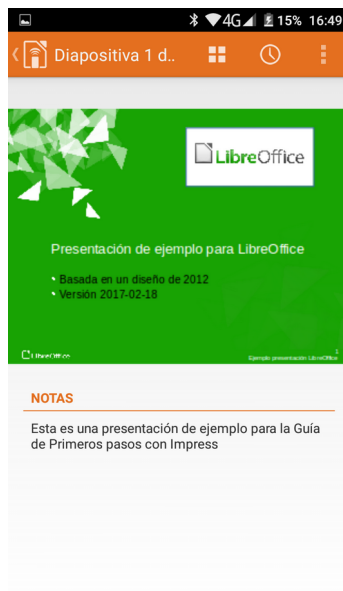 4G 15% 16:49
Diapositiva 1 d..
LibreOffice
Presentación de ejemplo para LibreOffice
Basada en un diseño de 2012
Versión 2017-02-18
1
LibreOffice
Ejemplo presentación LibreOffice
NOTAS
Esta es una presentación de ejemplo para la Guía
de Primeros pasos con Impress